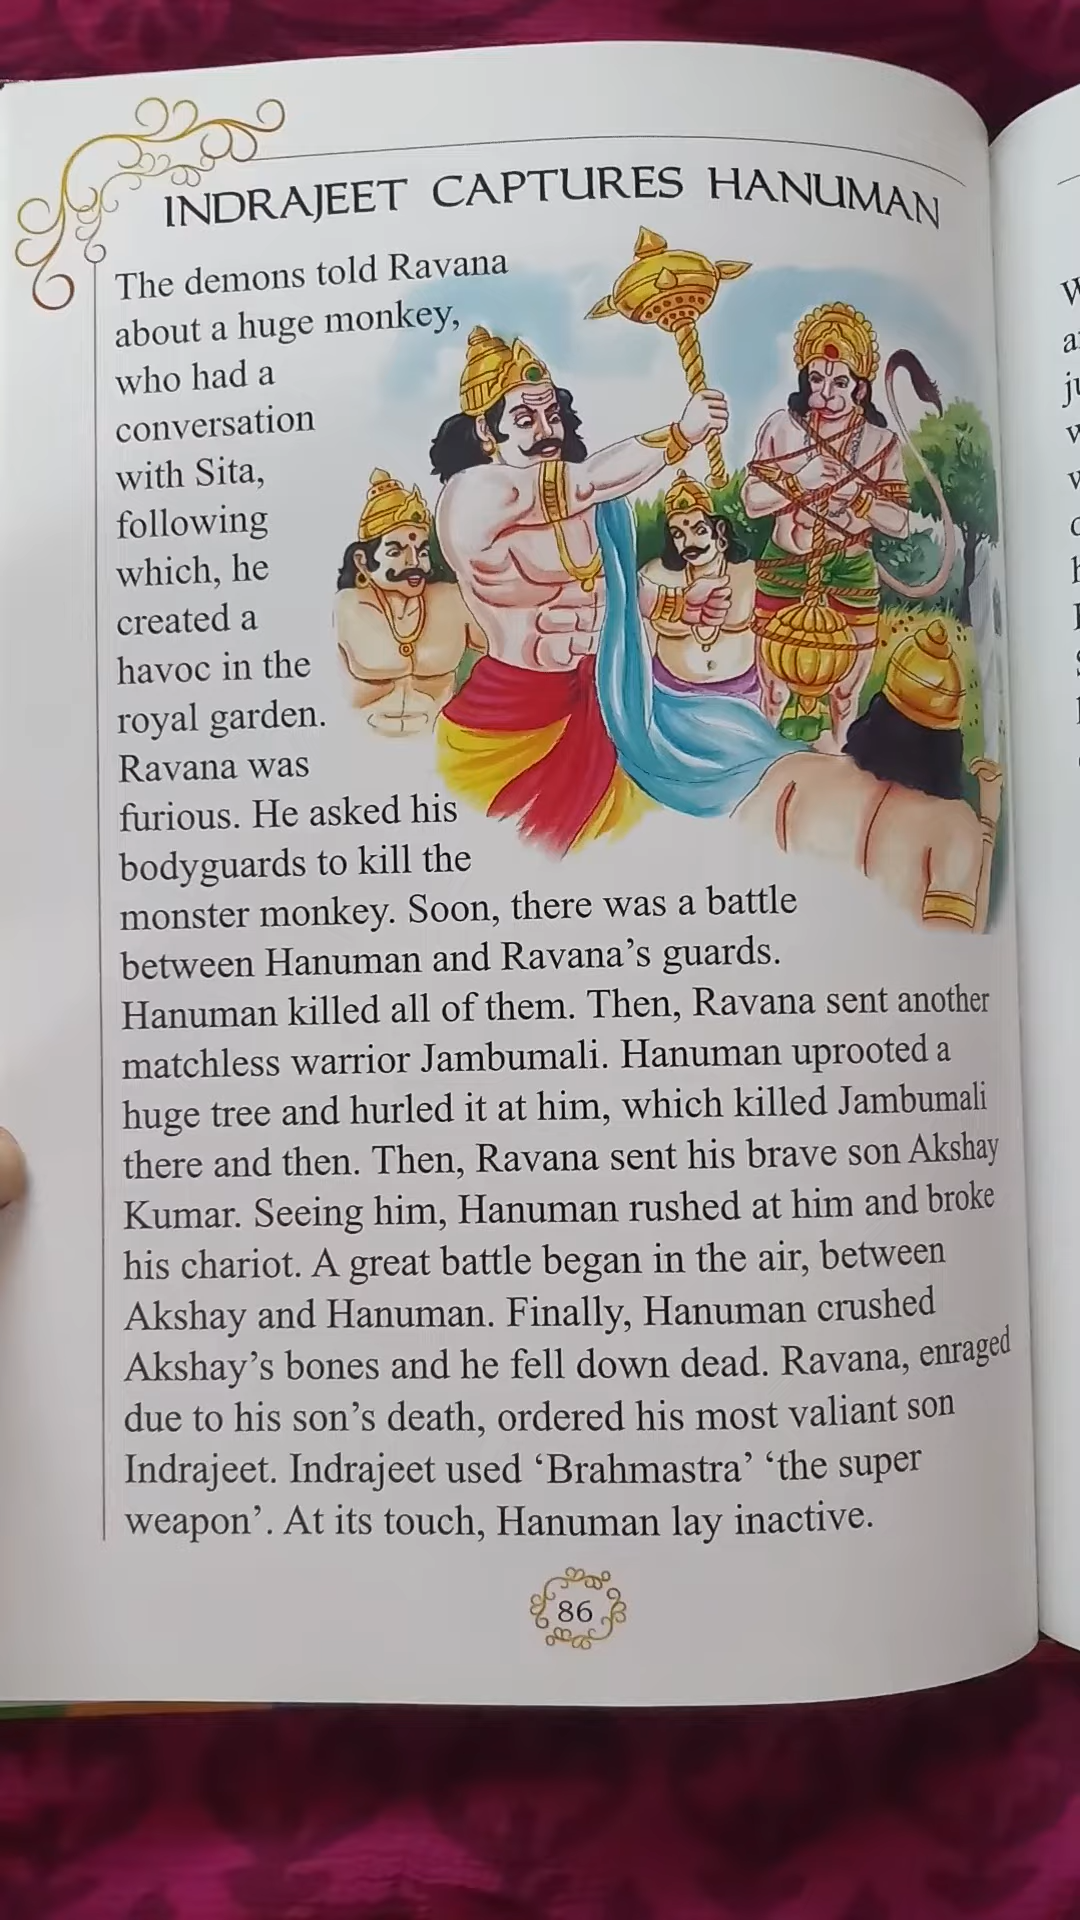 INDRAJEET CAPTURES HANUMAN
The demons told Ravana
about a huge monkey,
who had a
conversation
with Sita,
following
which, he
created a
havoc in the
royal garden.
Ravana was
furious. He asked his
bodyguards to kill the
monster monkey. Soon, there was a battle
between Hanuman and Ravana’s guards.
Hanuman killed all of them. Then, Ravana sent another
matchless warrior Jambumali. Hanuman uprooted a
huge tree and hurled it at him, which killed Jambumali
there and then. Then, Ravana sent his brave son Akshay
Kumar. Seeing him, Hanuman rushed at him and broke
his chariot. A great battle began in the air, between
Akshay and Hanuman. Finally, Hanuman crushed
Akshay’s bones and he fell down dead. Ravana, enraged
due to his son’s death, ordered his most valiant son
Indrajeet. Indrajeet used ‘Brahmastra’ ‘the super
weapon’. At its touch, Hanuman lay inactive.
86